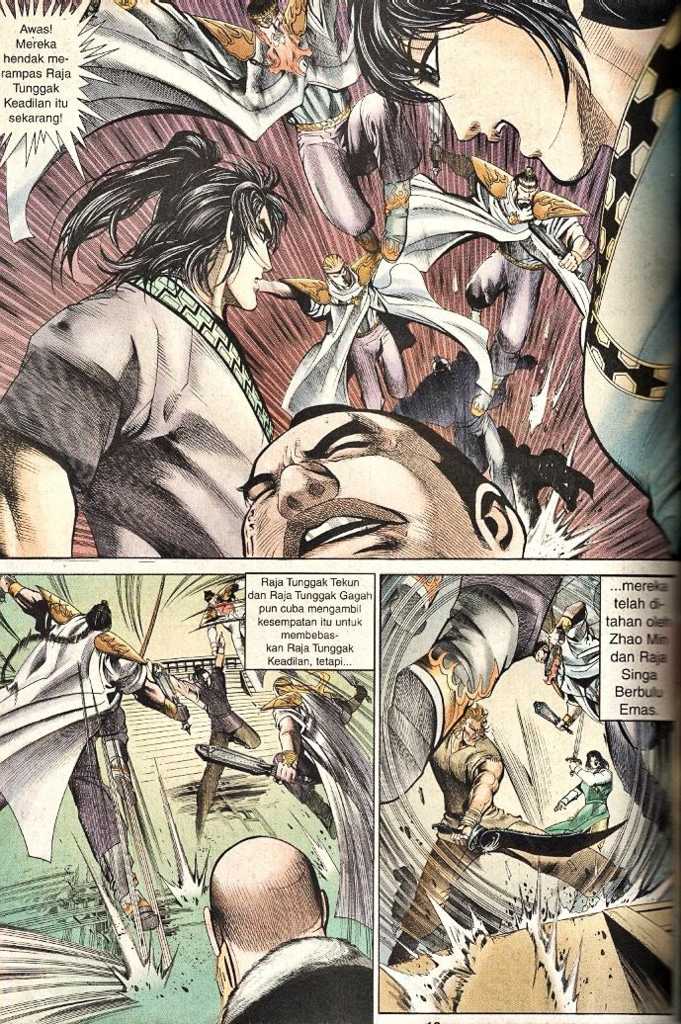 Awas!
Mereka
hendak me-
rampas Raja
Tunggak
Keadilan itu
sekarang!
Raja Tunggak Tekun
dan Raja Tunggak Gagah
pun cuba mengambil
kesempatan itu untuk
membebas-
kan Raja Tunggak
Keadilan, tetapi...
...mereka
telah di-
tahan oleh
Zhao Min
dan Raja
Singa
Berbulu
Emas.